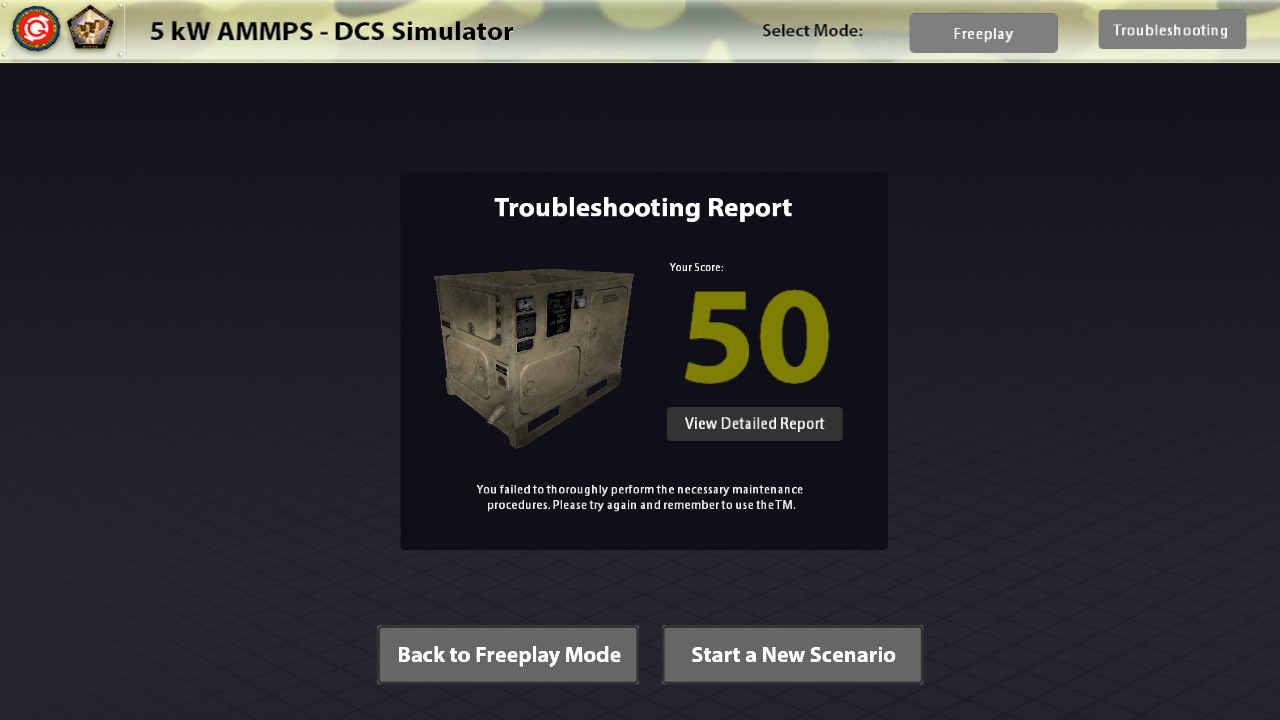 5 kW AMMPS - DCS Simulator
Select Mode:
Freeplay
Troubleshooting
Troubleshooting Report
Your Score:
50
View Detailed Report
You failed to thoroughly perform the necessary maintenance
procedures. Please try again and remember to use the TM.
Back to Freeplay Mode
Start a New Scenario